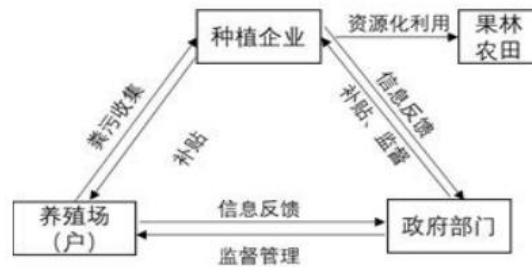 种植企业
资源化利用
果林
农田
粪污收集
补贴
信息反馈
补贴、监督
养殖场
(户)
信息反馈
监督管理
政府部门